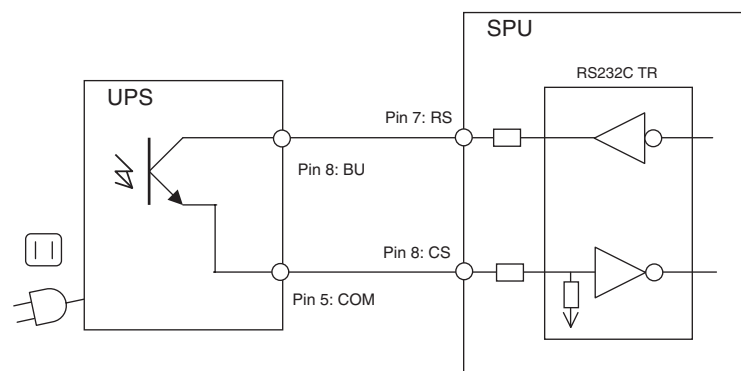 SPU
RS232C TR
UPS
Pin 7: RS
Pin 8: BU
Pin 8: CS
Pin 5: COM